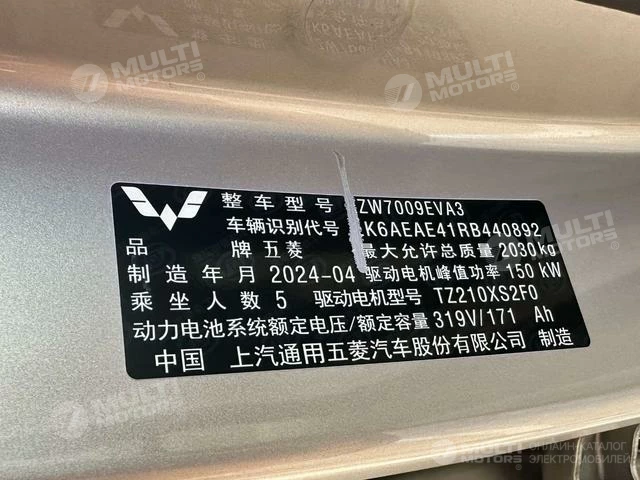 MULTI MOTORS®
MULTI MOTORS®
整车型号 ZW7009EVA3
车辆识别代号 K6AEAE41RB440892
品 牌 五菱 最大允许总质量 2030 kg
制造年月 2024-04 驱动电机峰值功率 150 kW
乘坐人数 5 驱动电机型号 TZ210XS2F0
动力电池系统额定电压/额定容量 319V/171 Ah
中国 上汽通用五菱汽车股份有限公司 制造
MULTI MOTORS®
MULTI MOTORS
ОНЛАЙН-КАТАЛОГ
ЭЛЕКТРОМОБИЛЕЙ